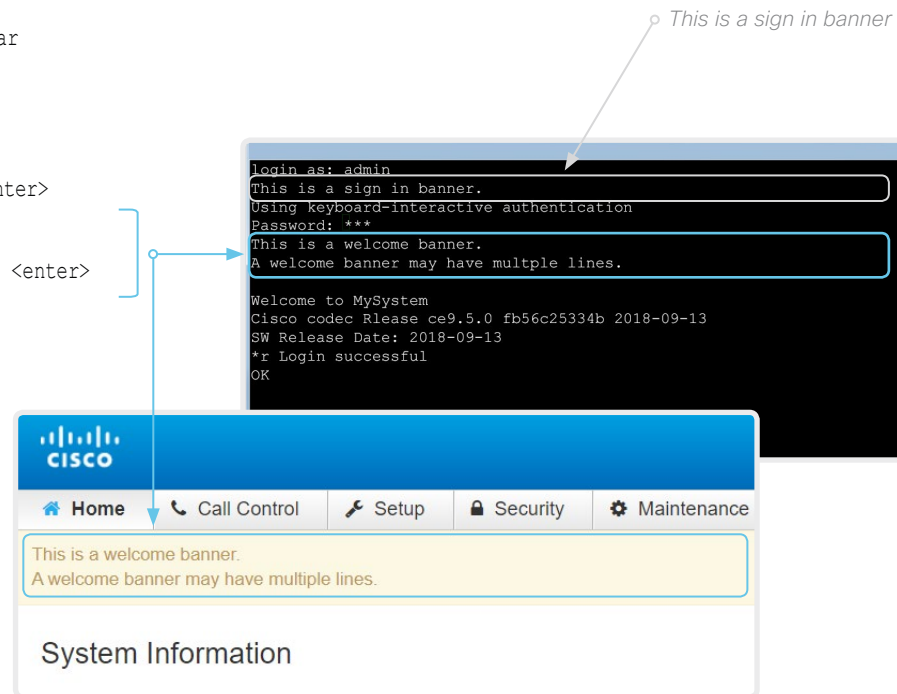 This is a sign in banner
ar
nter>
<enter>
login as: admin
This is a sign in banner.
Using keyboard-interactive authentication
Password: ***
This is a welcome banner.
A welcome banner may have multple lines.
Welcome to MySystem
Cisco codec Rlease ce9.5.0 fb56c25334b 2018-09-13
SW Release Date: 2018-09-13
*r Login successful
OK
CISCO
Home Call Control Setup Security Maintenance
This is a welcome banner.
A welcome banner may have multiple lines.
System Information